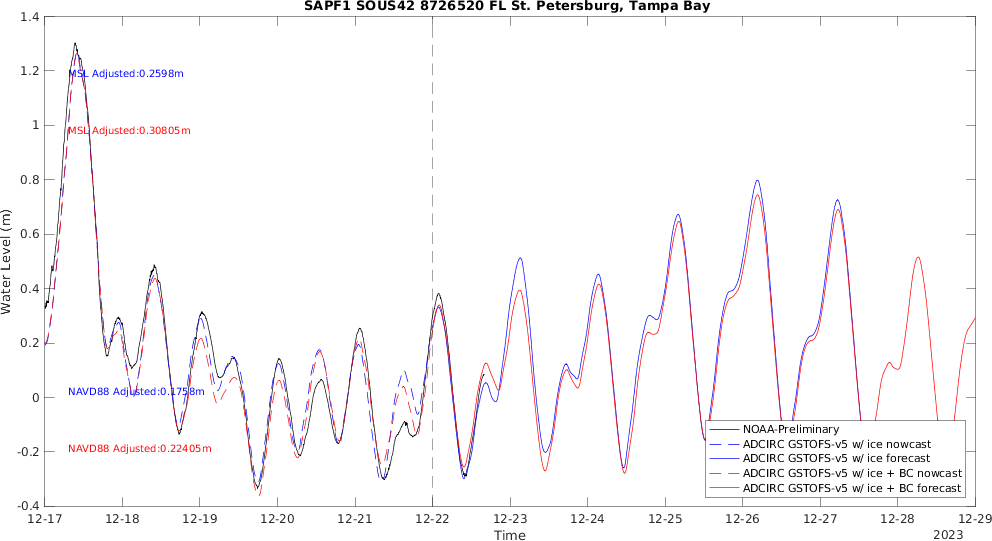 SAPF1 SOUS42 8726520 FL St. Petersburg, Tampa Bay
Water Level (m)
1.4
1.2
1
0.8
0.6
0.4
0.2
0
-0.2
-0.4
MSL Adjusted:0.2598m
MSL Adjusted:0.30805m
NAVD88 Adjusted:0.1758m
NAVD88 Adjusted:0.22405m
NOAA-Preliminary
ADCIRC GSTOFS-v5 w/ ice nowcast
ADCIRC GSTOFS-v5 w/ ice forecast
ADCIRC GSTOFS-v5 w/ ice + BC nowcast
ADCIRC GSTOFS-v5 w/ ice + BC forecast
12-17 12-18 12-19 12-20 12-21 12-22 12-23 12-24 12-25 12-26 12-27 12-28 12-29
Time
2023